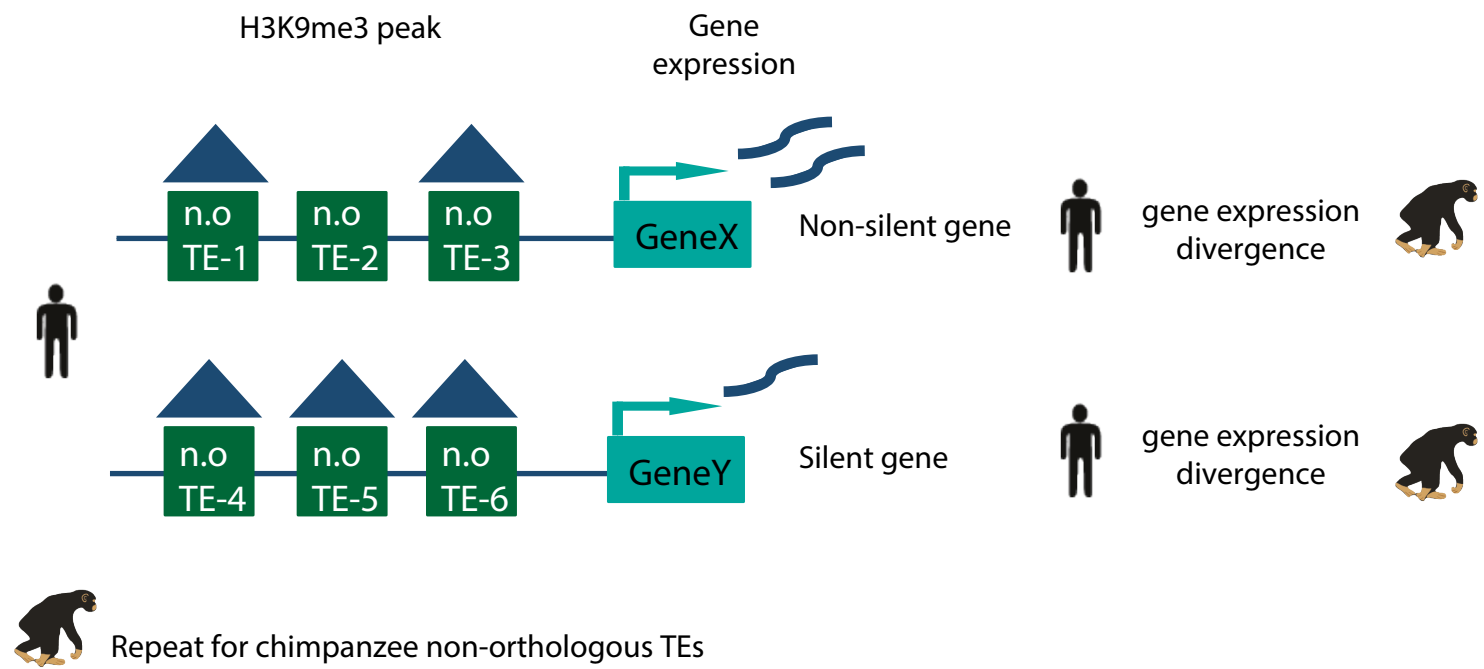 H3K9me3 peak
Gene
expression
n.o
TE-1
n.o
TE-2
n.o
TE-3
GeneX
Non-silent gene
gene expression
divergence
n.o
TE-4
n.o
TE-5
n.o
TE-6
GeneY
Silent gene
gene expression
divergence
Repeat for chimpanzee non-orthologous TEs